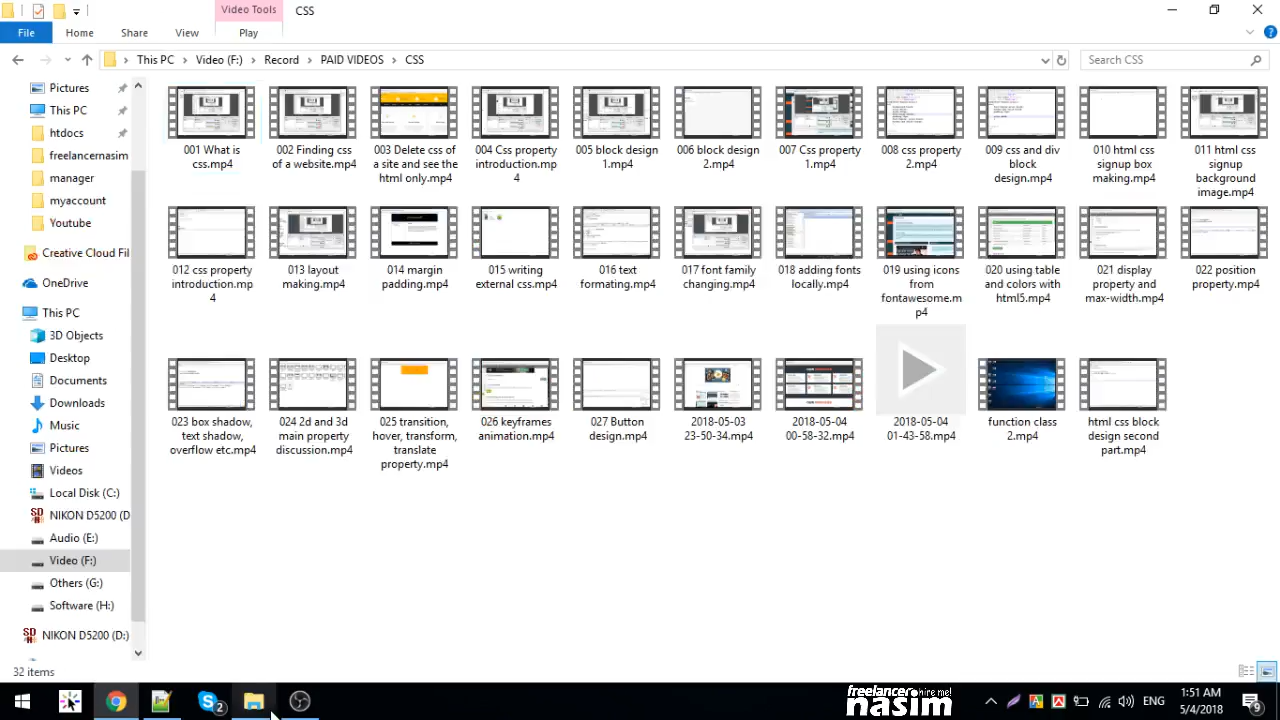 Video Tools
CSS
File
Home
Share
View
Play
This PC
Video (F:)
Record
PAID VIDEOS
CSS
Search CSS
Pictures
This PC
htdocs
freelancernasim
manager
myaccount
Youtube
Creative Cloud Fil
OneDrive
This PC
3D Objects
Desktop
Documents
Downloads
Music
Pictures
Videos
Local Disk (C:)
NIKON D5200 (D
Audio (E:)
Video (F:)
Others (G:)
Software (H:)
NIKON D5200 (D:)
001 What is
css.mp4
002 Finding css
of a website.mp4
003 Delete css of
a site and see the
html only.mp4
004 Css property
introduction.mp
4
005 block design
1.mp4
006 block design
2.mp4
007 Css property
1.mp4
008 css property
2.mp4
009 css and div
block
design.mp4
010 html css
signup box
making.mp4
011 html css
signup
background
image.mp4
012 css property
introduction.mp
4
013 layout
making.mp4
014 margin
padding.mp4
015 writing
external css.mp4
016 text
formating.mp4
017 font family
changing.mp4
018 adding fonts
locally.mp4
019 using icons
from
fontawesome.m
p4
020 using table
and colors with
html5.mp4
021 display
property and
max-width.mp4
022 position
property.mp4
023 box shadow,
text shadow,
overflow etc.mp4
024 2d and 3d
main property
discussion.mp4
025 transition,
hover, transform,
translate
property.mp4
026 keyframes
animation.mp4
027 Button
design.mp4
2018-05-03
23-50-34.mp4
2018-05-04
00-58-32.mp4
2018-05-04
01-43-58.mp4
function class
2.mp4
html css block
design second
part.mp4
32 items
2
freelancer hire me!
nasim
ENG
1:51 AM
5/4/2018
9